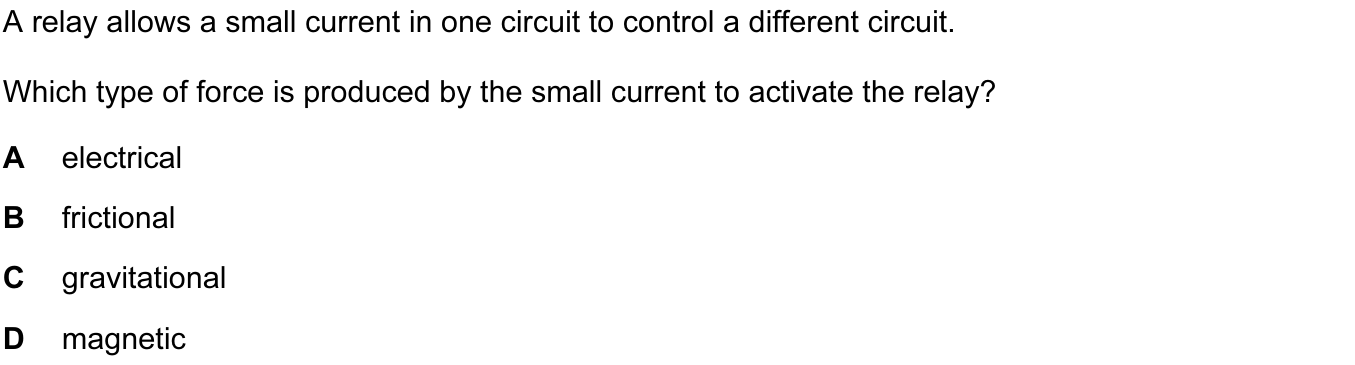 A relay allows a small current in one circuit to control a different circuit.
Which type of force is produced by the small current to activate the relay?
A electrical
B frictional
C gravitational
D magnetic